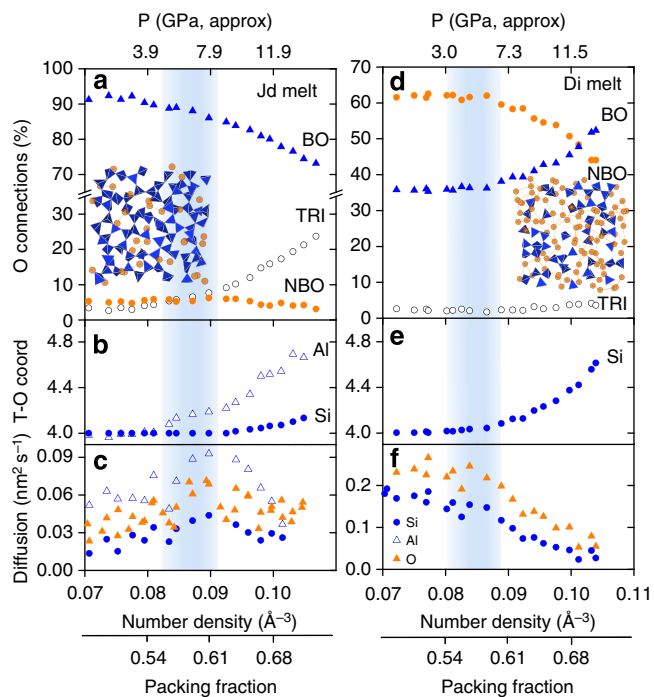 P (GPa, approx)
3.9 7.9 11.9
P (GPa, approx)
3.0 7.3 11.5
O connections (%)
100
90
80
70
30
20
10
0
a
Jd melt
BO
TRI
NBO
70
60
50
40
30
20
10
0
d
Di melt
BO
NBO
TRI
T-O coord
4.8
4.4
4.0
b
Al
Si
4.8
4.4
4.0
e
Si
Diffusion (nm² s⁻¹)
0.09
0.06
0.03
0.00
c
0.2
0.1
0.0
f
Si
Al
O
0.07 0.08 0.09 0.10
Number density (Å⁻³)
0.54 0.61 0.68
Packing fraction
0.07 0.08 0.09 0.10 0.11
Number density (Å⁻³)
0.54 0.61 0.68
Packing fraction